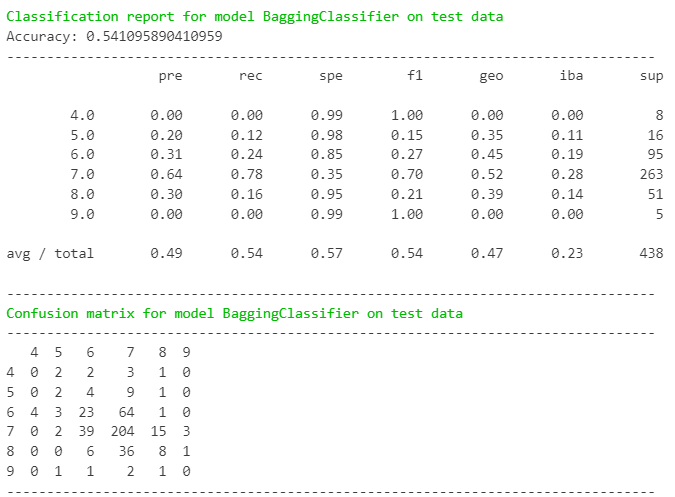 Classification report for model BaggingClassifier on test data
Accuracy: 0.541095890410959
----------------------------------------------------------------------------------
pre rec spe f1 geo iba sup
4.0 0.00 0.00 0.99 1.00 0.00 0.00 8
5.0 0.20 0.12 0.98 0.15 0.35 0.11 16
6.0 0.31 0.24 0.85 0.27 0.45 0.19 95
7.0 0.64 0.78 0.35 0.70 0.52 0.28 263
8.0 0.30 0.16 0.95 0.21 0.39 0.14 51
9.0 0.00 0.00 0.99 1.00 0.00 0.00 5
avg / total 0.49 0.54 0.57 0.54 0.47 0.23 438
----------------------------------------------------------------------------------
Confusion matrix for model BaggingClassifier on test data
----------------------------------------------------------------------------------
4 5 6 7 8 9
4 0 2 2 3 1 0
5 0 2 4 9 1 0
6 4 3 23 64 1 0
7 0 2 39 204 15 3
8 0 0 6 36 8 1
9 0 1 1 2 1 0
----------------------------------------------------------------------------------